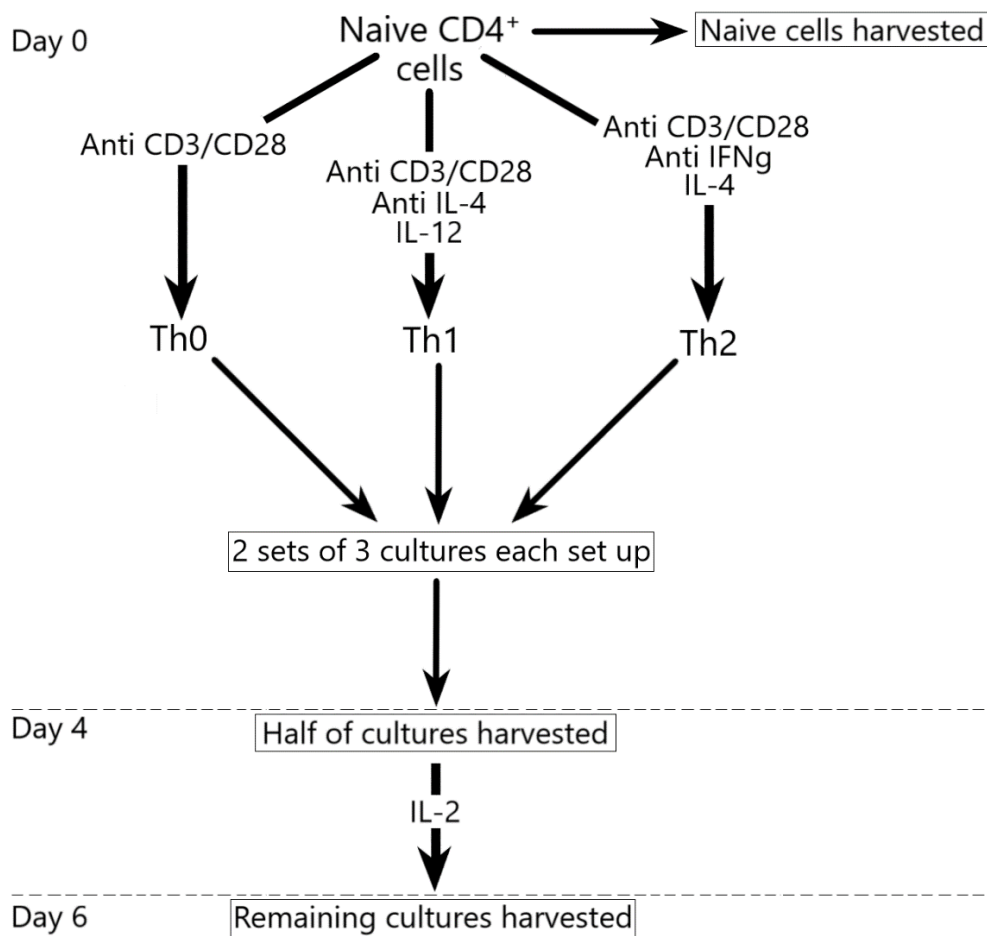 Day 0
Naive CD4⁺
cells
Naive cells harvested
Anti CD3/CD28
Anti CD3/CD28
Anti IL-4
IL-12
Anti CD3/CD28
Anti IFNg
IL-4
Th0
Th1
Th2
2 sets of 3 cultures each set up
Day 4
Half of cultures harvested
IL-2
Day 6
Remaining cultures harvested